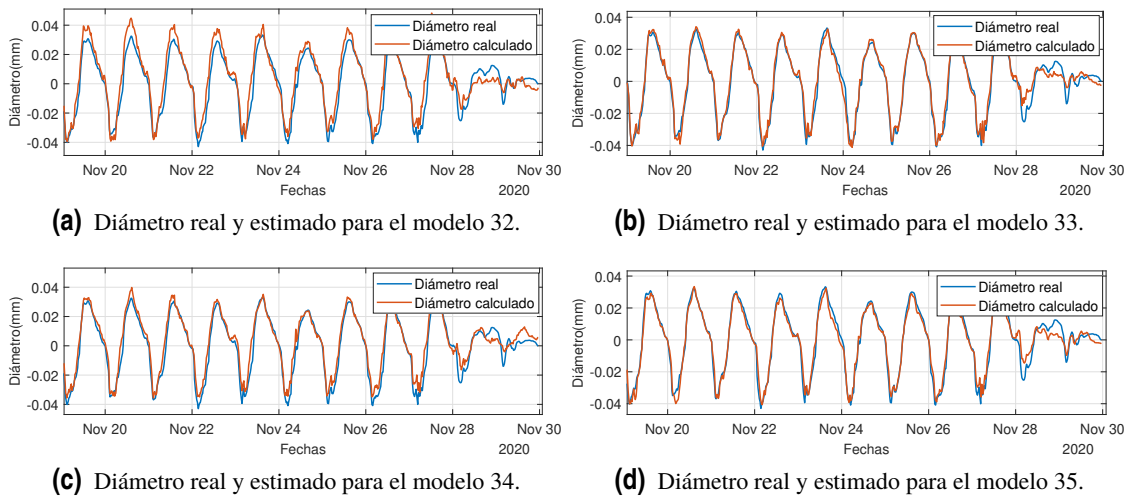 0.04
0.02
0
-0.02
-0.04
Diámetro(mm)
Diámetro real
Diámetro calculado
Nov 20
Nov 22
Nov 24
Nov 26
Nov 28
Nov 30
Fechas
2020
(a) Diámetro real y estimado para el modelo 32.
0.04
0.02
0
-0.02
-0.04
Diámetro(mm)
Diámetro real
Diámetro calculado
Nov 20
Nov 22
Nov 24
Nov 26
Nov 28
Nov 30
Fechas
2020
(b) Diámetro real y estimado para el modelo 33.
0.04
0.02
0
-0.02
-0.04
Diámetro(mm)
Diámetro real
Diámetro calculado
Nov 20
Nov 22
Nov 24
Nov 26
Nov 28
Nov 30
Fechas
2020
(c) Diámetro real y estimado para el modelo 34.
0.04
0.02
0
-0.02
-0.04
Diámetro(mm)
Diámetro real
Diámetro calculado
Nov 20
Nov 22
Nov 24
Nov 26
Nov 28
Nov 30
Fechas
2020
(d) Diámetro real y estimado para el modelo 35.